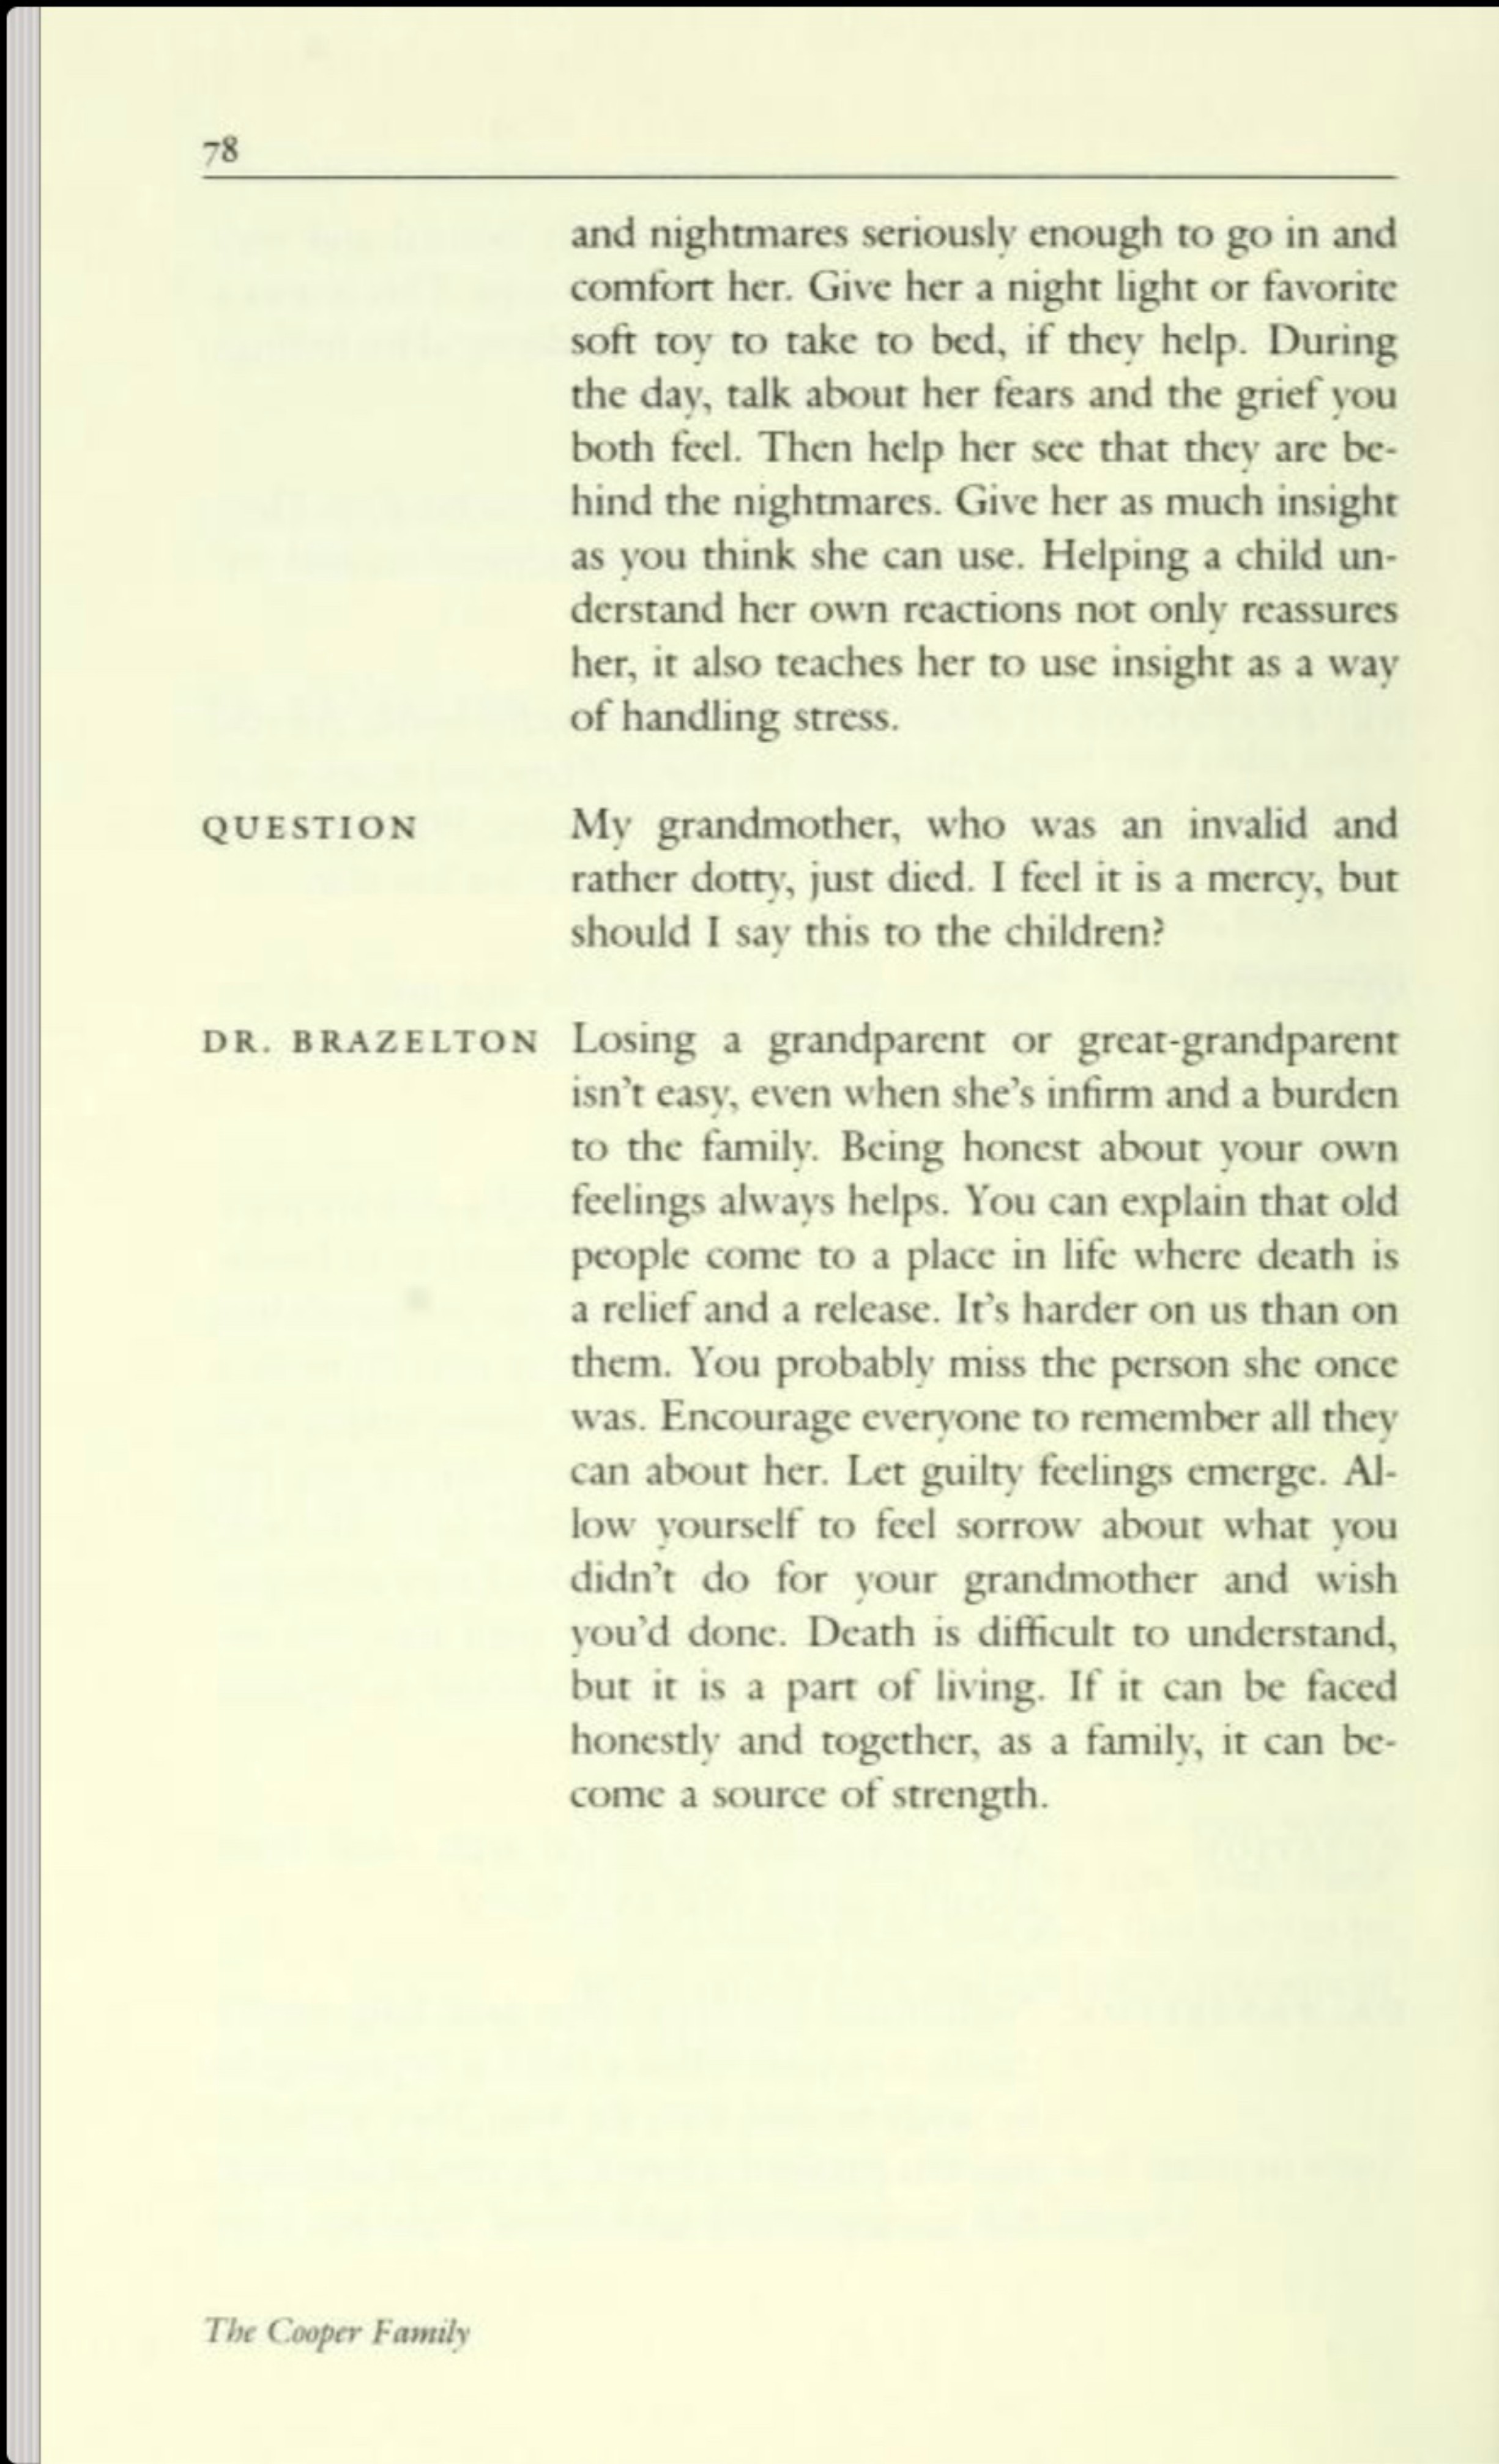 78
and nightmares seriously enough to go in and
comfort her. Give her a night light or favorite
soft toy to take to bed, if they help. During
the day, talk about her fears and the grief you
both feel. Then help her see that they are be-
hind the nightmares. Give her as much insight
as you think she can use. Helping a child un-
derstand her own reactions not only reassures
her, it also teaches her to use insight as a way
of handling stress.
QUESTION My grandmother, who was an invalid and
rather dotty, just died. I feel it is a mercy, but
should I say this to the children?
DR. BRAZELTON Losing a grandparent or great-grandparent
isn't easy, even when she's infirm and a burden
to the family. Being honest about your own
feelings always helps. You can explain that old
people come to a place in life where death is
a relief and a release. It's harder on us than on
them. You probably miss the person she once
was. Encourage everyone to remember all they
can about her. Let guilty feelings emerge. Al-
low yourself to feel sorrow about what you
didn't do for your grandmother and wish
you'd done. Death is difficult to understand,
but it is a part of living. If it can be faced
honestly and together, as a family, it can be-
come a source of strength.
The Cooper Family